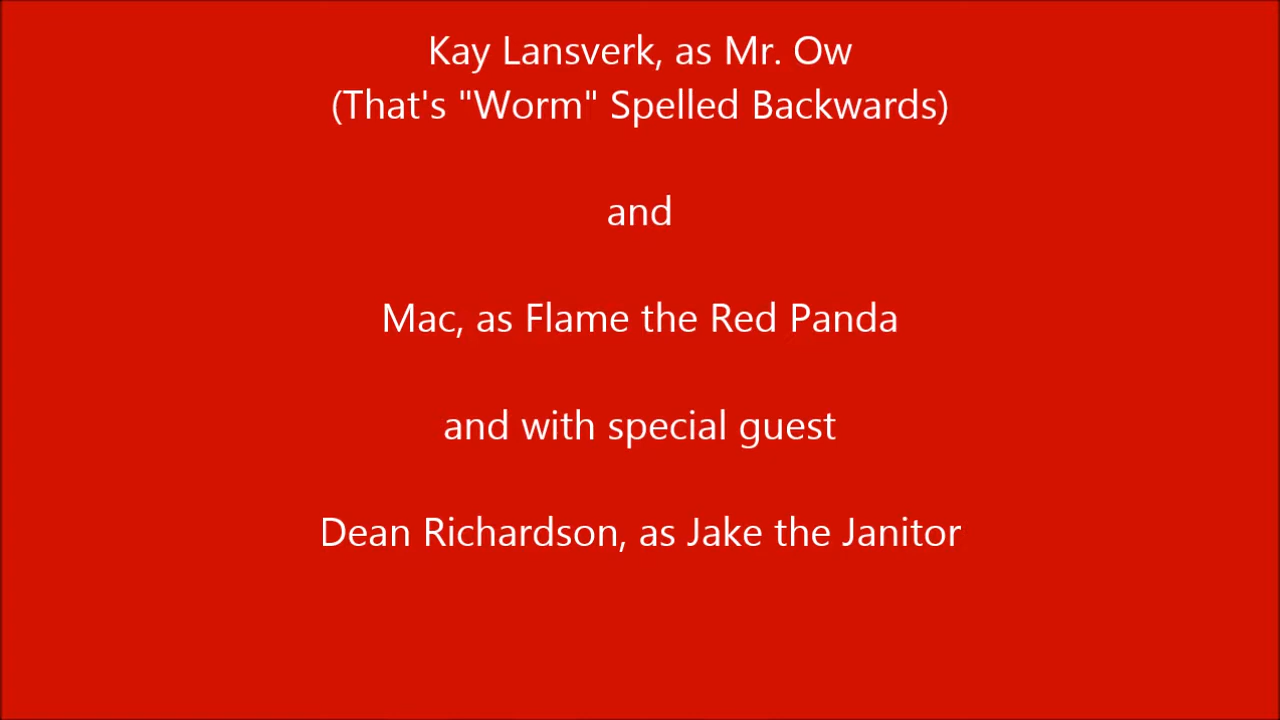 Kay Lansverk, as Mr. Ow
(That's "Worm" Spelled Backwards)
and
Mac, as Flame the Red Panda
and with special guest
Dean Richardson, as Jake the Janitor